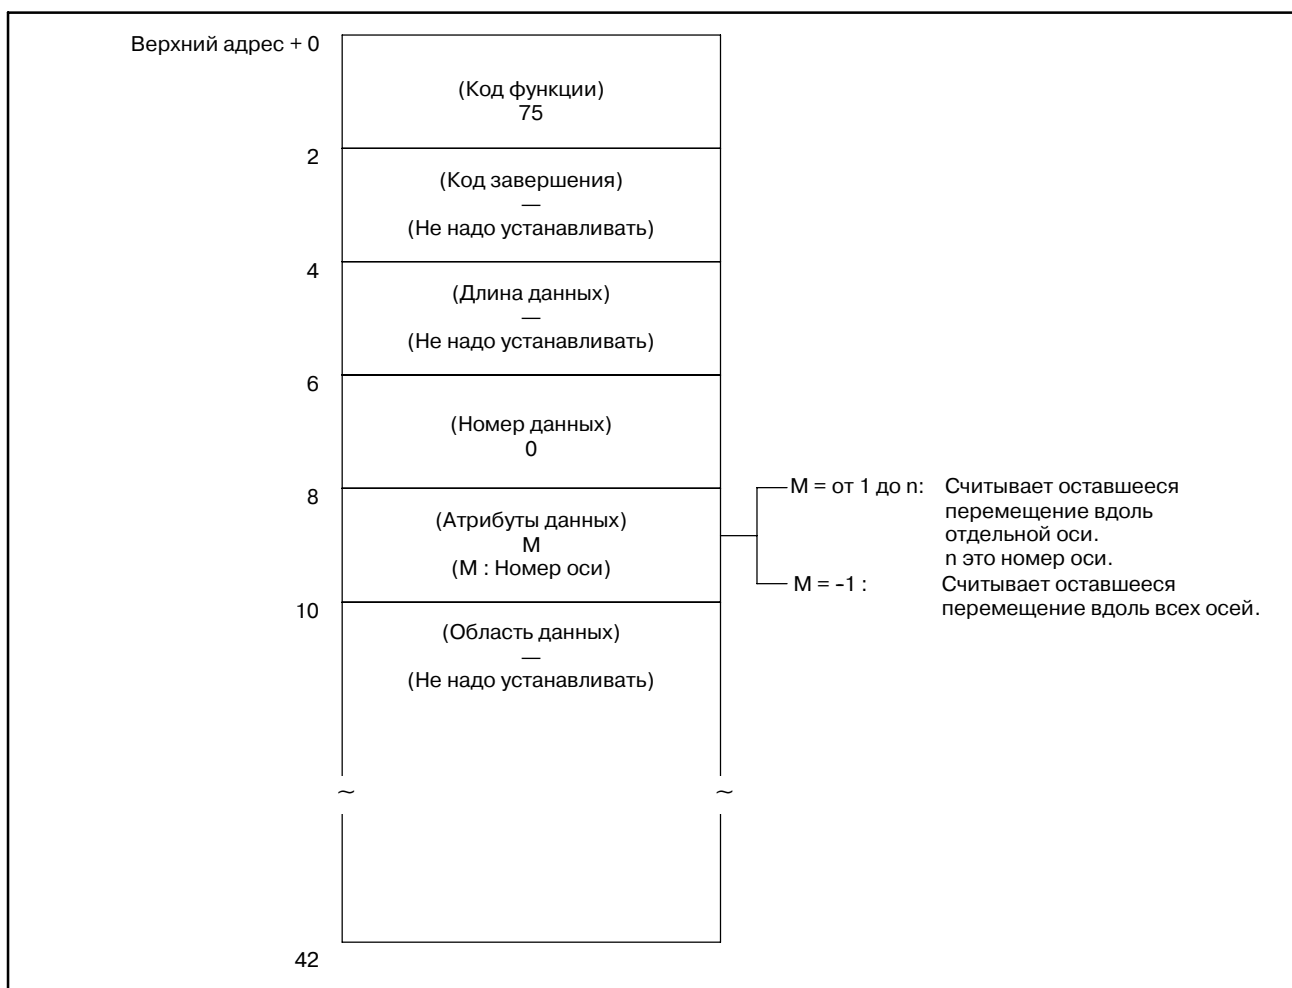 Верхний адрес + 0
(Код функции)
75
2
(Код завершения)
—
(Не надо устанавливать)
4
(Длина данных)
—
(Не надо устанавливать)
6
(Номер данных)
0
8
(Атрибуты данных)
M
(M : Номер оси)
M = от 1 до n: Считывает оставшееся
перемещение вдоль
отдельной оси.
n это номер оси.
M = -1 : Считывает оставшееся
перемещение вдоль всех осей.
10
(Область данных)
—
(Не надо устанавливать)
~ ~
42